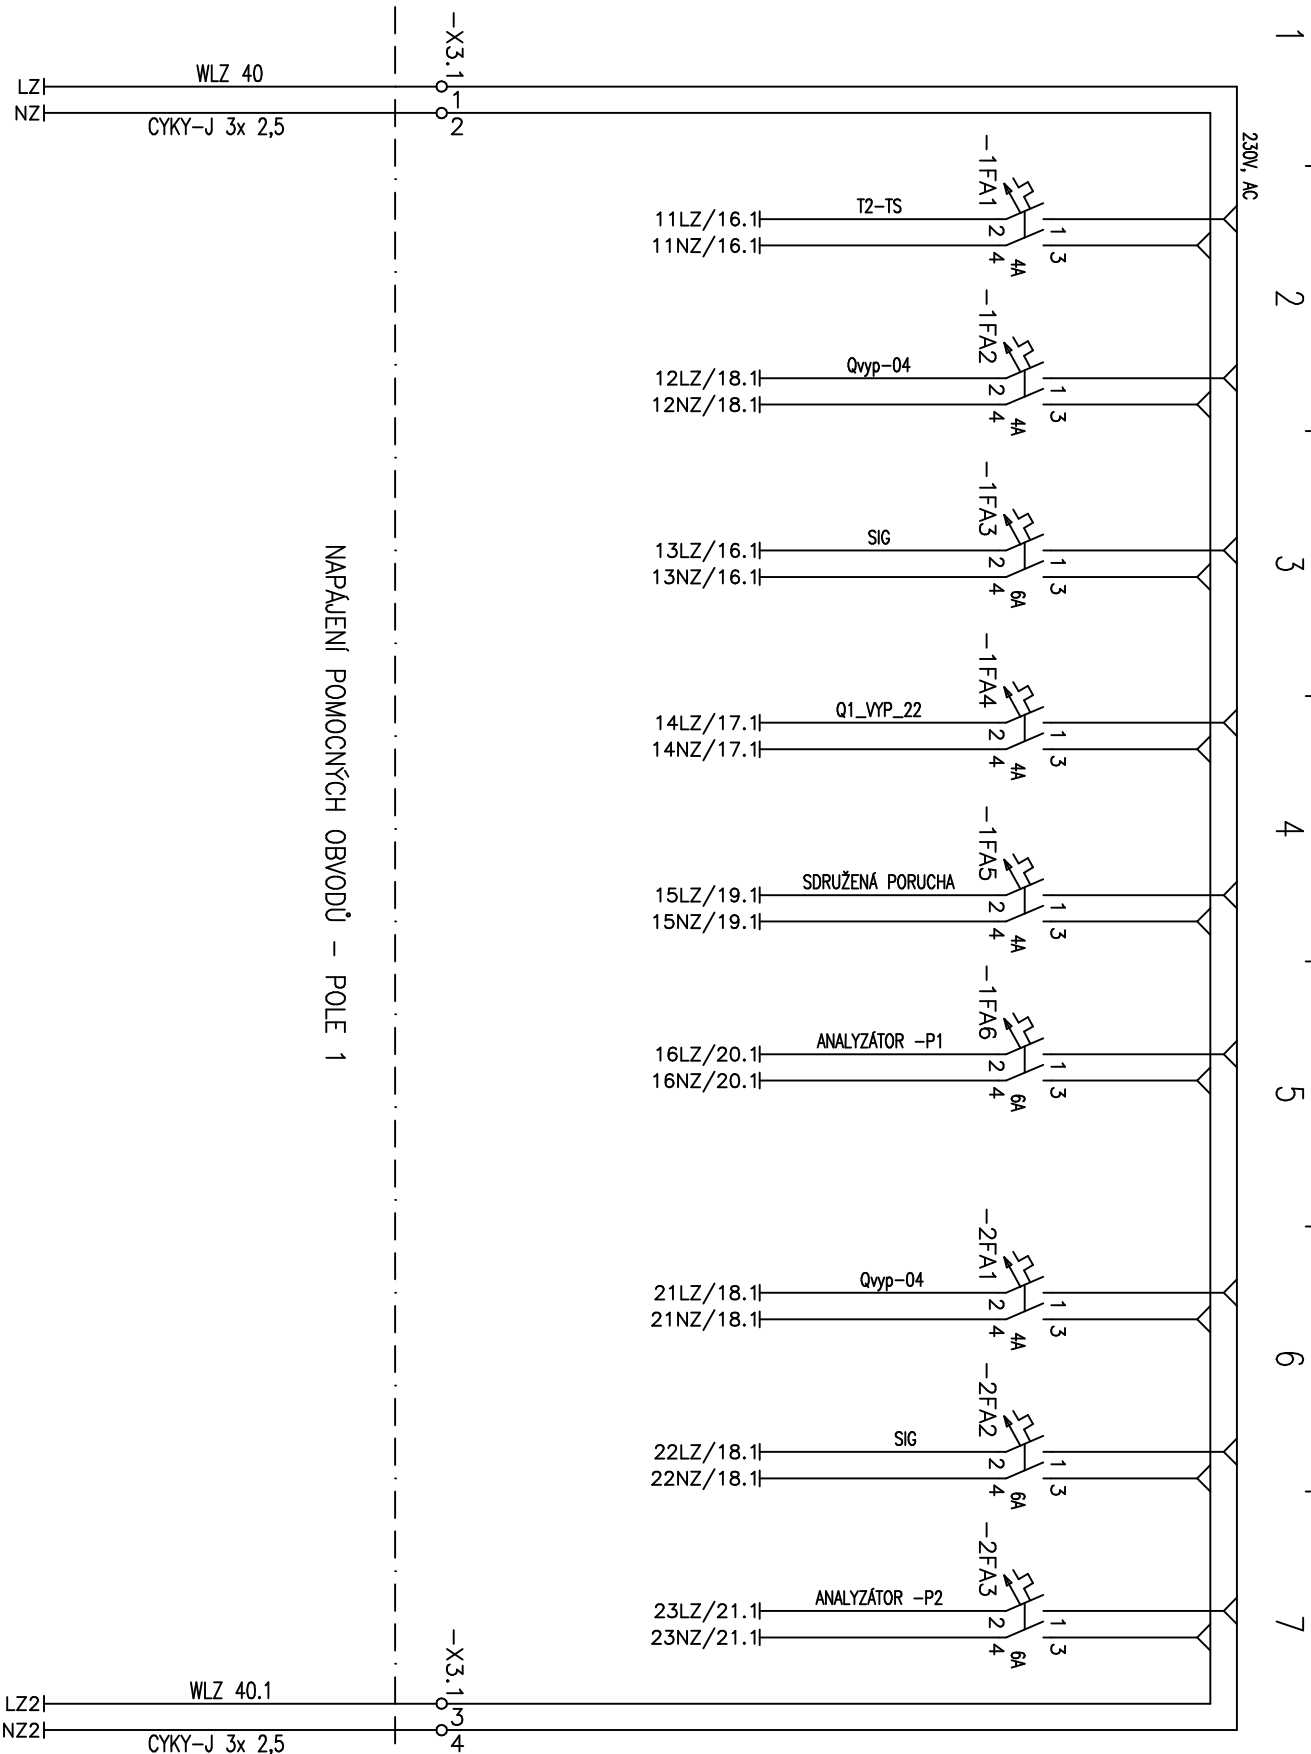 1
2
3
4
5
6
7
230V, AC
-X3.1
1
2
LZ
WLZ 40
NZ
CYKY-J 3x 2,5
-1FA1
11LZ/16.1
T2-TS
11NZ/16.1
2
4
4A
1
3
-1FA2
12LZ/18.1
Qvyp-04
12NZ/18.1
2
4
4A
1
3
-1FA3
13LZ/16.1
SIG
13NZ/16.1
2
4
6A
1
3
-1FA4
14LZ/17.1
Q1_VYP_22
14NZ/17.1
2
4
4A
1
3
-1FA5
15LZ/19.1
SDRUŽENÁ PORUCHA
15NZ/19.1
2
4
4A
1
3
-1FA6
16LZ/20.1
ANALYZÁTOR -P1
16NZ/20.1
2
4
6A
1
3
-2FA1
21LZ/18.1
Qvyp-04
21NZ/18.1
2
4
4A
1
3
-2FA2
22LZ/18.1
SIG
22NZ/18.1
2
4
6A
1
3
-2FA3
23LZ/21.1
ANALYZÁTOR -P2
23NZ/21.1
2
4
6A
1
3
NAPÁJENÍ POMOCNÝCH OBVODŮ - POLE 1
-X3.1
3
4
LZ2
WLZ 40.1
NZ2
CYKY-J 3x 2,5